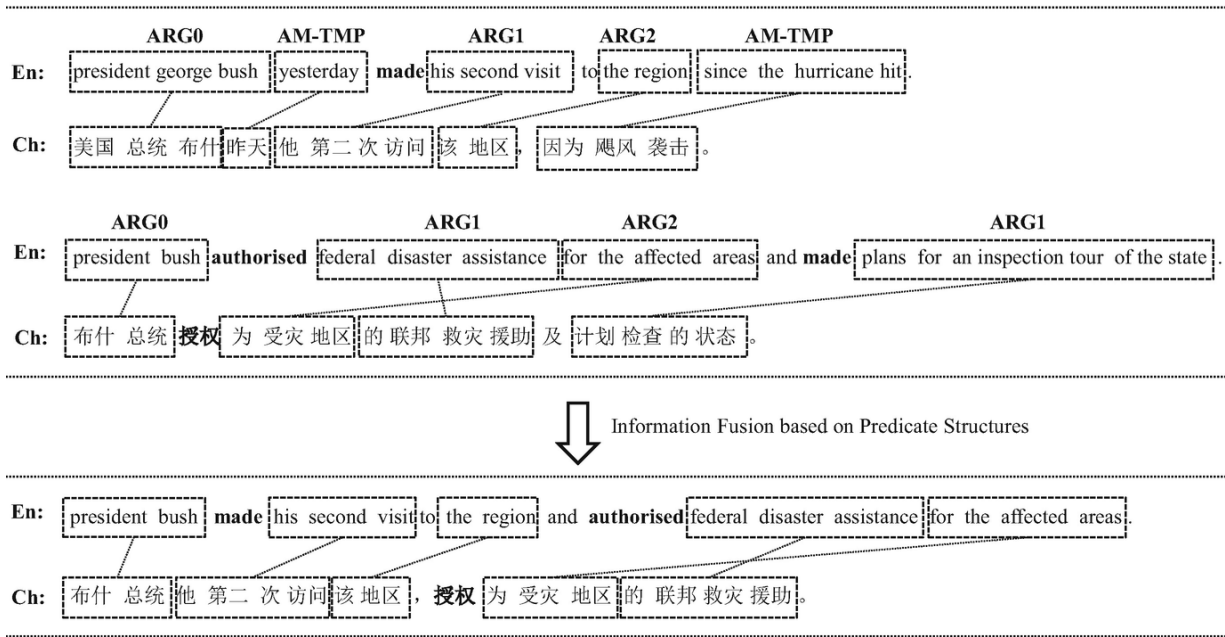 ARG0 AM-TMP ARG1 ARG2 AM-TMP
En: president george bush yesterday made his second visit to the region since the hurricane hit.
Ch: 美国 总统 布什 昨天 他 第二 次 访问 该 地区， 因为 飓风 袭击 。
ARG0 ARG1 ARG2 ARG1
En: president bush authorised federal disaster assistance for the affected areas and made plans for an inspection tour of the state .
Ch: 布什 总统 授权 为 受灾 地区 的 联邦 救灾 援助 及 计划 检查 的 状态 。
Information Fusion based on Predicate Structures
En: president bush made his second visit to the region and authorised federal disaster assistance for the affected areas.
Ch: 布什 总统 他 第二 次 访问 该 地区 ， 授权 为 受灾 地区 的 联邦 救灾 援助 。